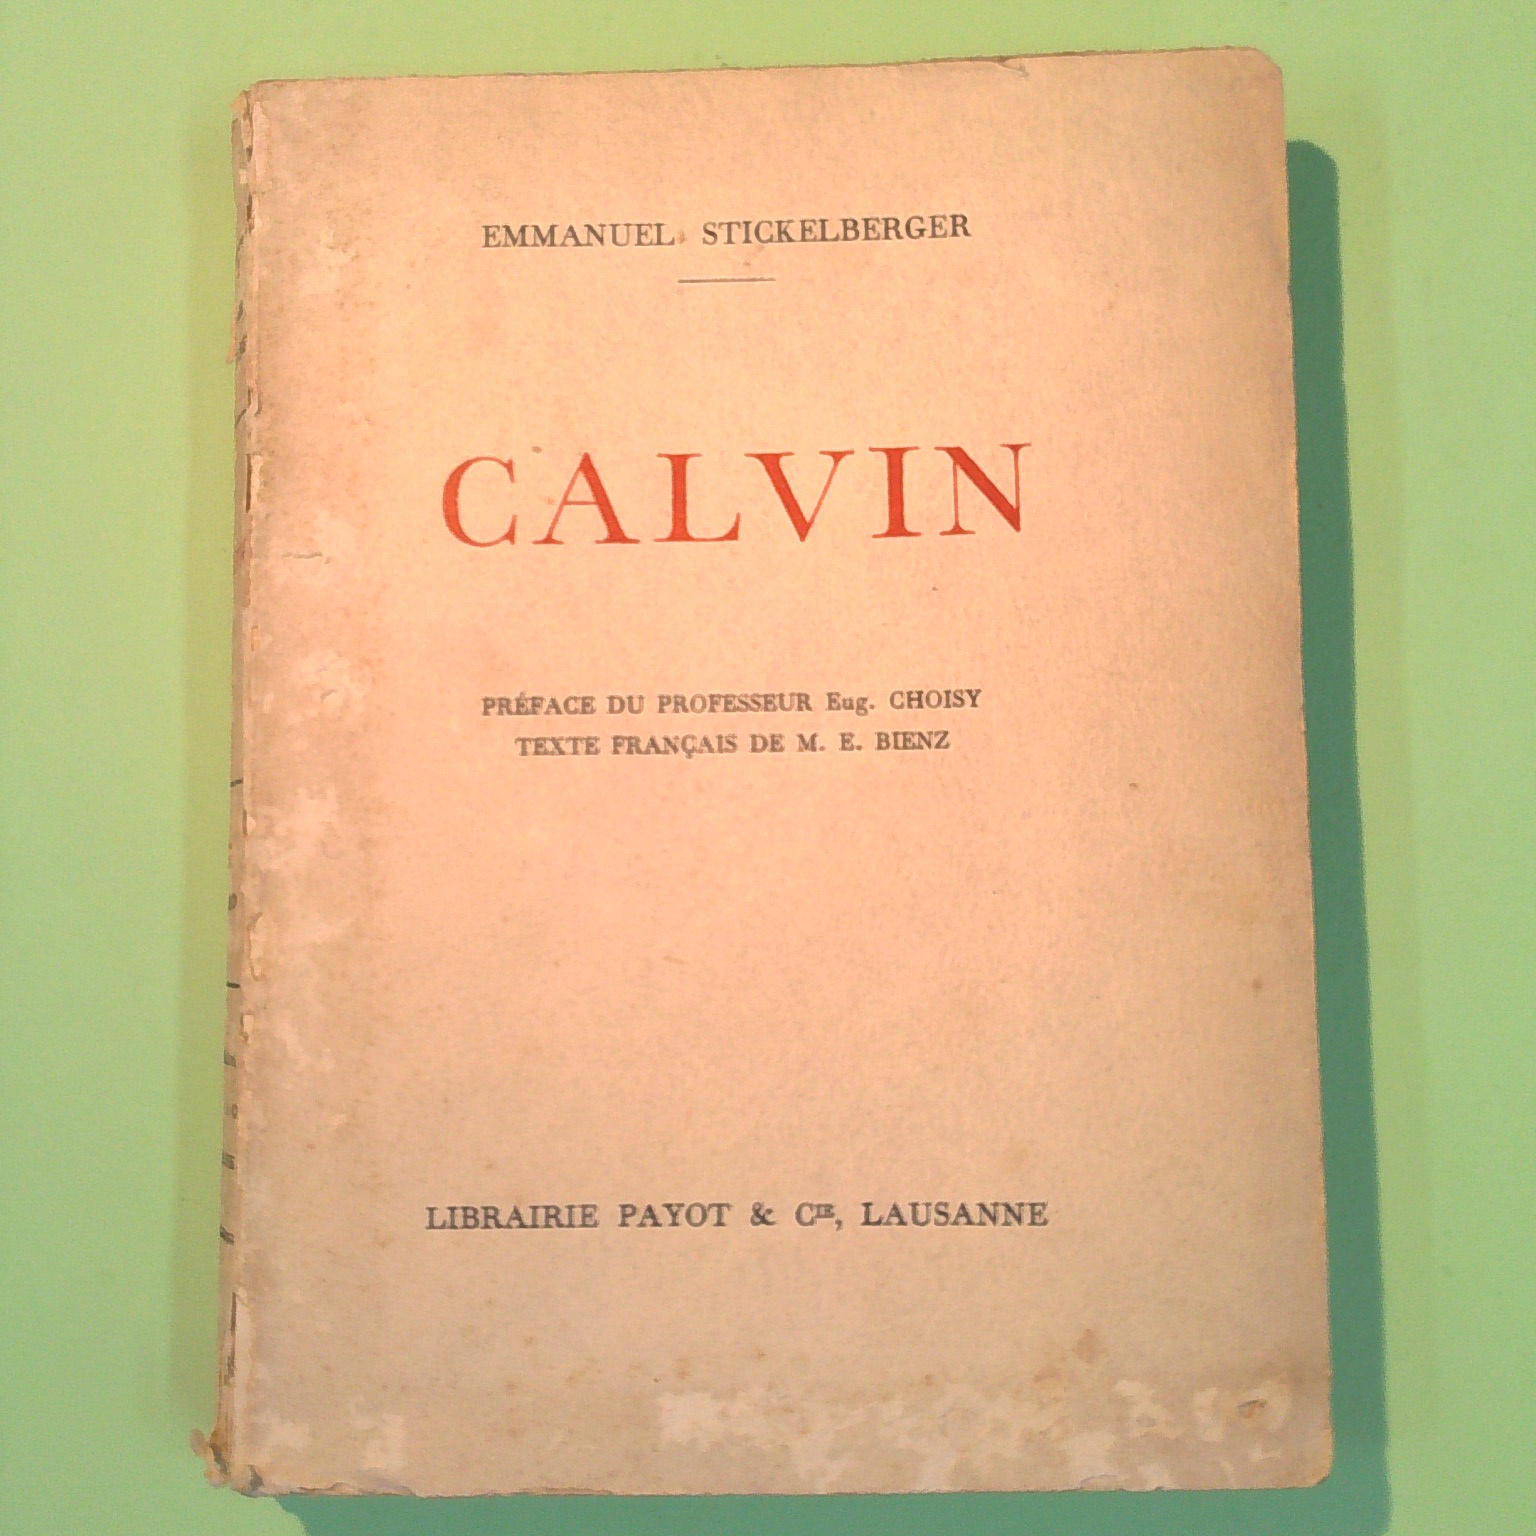 EMMANUEL STICKELBERGER
CALVIN
PRÉFACE DU PROFESSEUR Eug. CHOISY
TEXTE FRANÇAIS DE M. E. BIENZ
LIBRAIRIE PAYOT & CIE, LAUSANNE